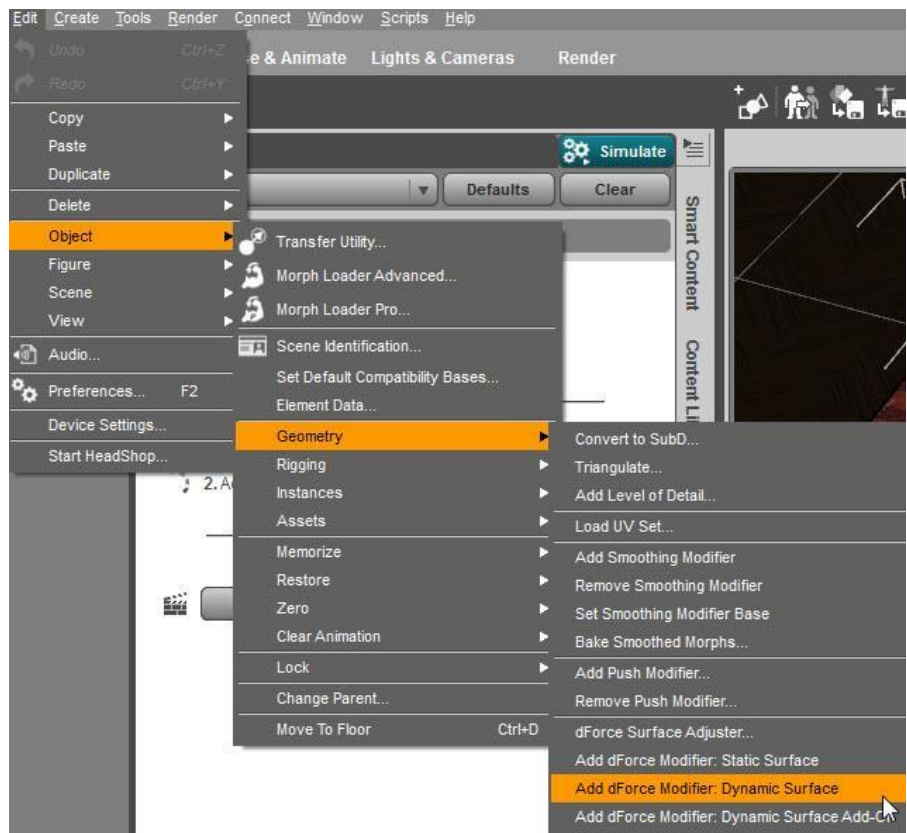 Edit Create Tools Render Connect Window Scripts Help
Undo Ctrl+Z
Redo Ctrl+Y
e & Animate Lights & Cameras Render
Copy
Paste
Duplicate
Delete
Object
Figure
Scene
View
Audio...
Preferences... F2
Device Settings...
Start HeadShop...
Simulate
Defaults Clear
Smart Content
Content Li
2. A
Transfer Utility...
Morph Loader Advanced...
Morph Loader Pro...
Scene Identification...
Set Default Compatibility Bases...
Element Data...
Geometry
Rigging
Instances
Assets
Memorize
Restore
Zero
Clear Animation
Lock
Change Parent...
Move To Floor Ctrl+D
Convert to SubD...
Triangulate...
Add Level of Detail...
Load UV Set...
Add Smoothing Modifier
Remove Smoothing Modifier
Set Smoothing Modifier Base
Bake Smoothed Morphs...
Add Push Modifier...
Remove Push Modifier...
dForce Surface Adjuster...
Add dForce Modifier: Static Surface
Add dForce Modifier: Dynamic Surface
Add dForce Modifier: Dynamic Surface Add-On